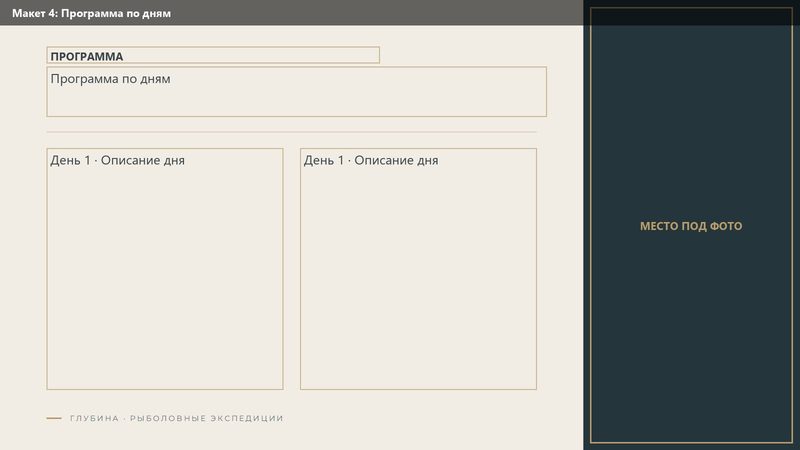 Макет 4: Программа по дням
ПРОГРАММА
Программа по дням
День 1 · Описание дня
День 1 · Описание дня
МЕСТО ПОД ФОТО
ГЛУБИНА · РЫБОЛОВНЫЕ ЭКСПЕДИЦИИ